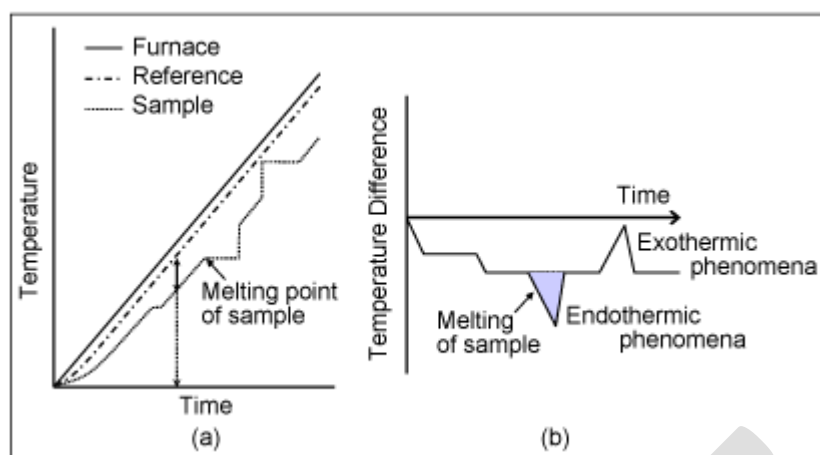 Furnace
Reference
Sample
Temperature
Melting point
of sample
Time
(a)
Temperature Difference
Time
Exothermic
phenomena
Melting
of sample
Endothermic
phenomena
(b)